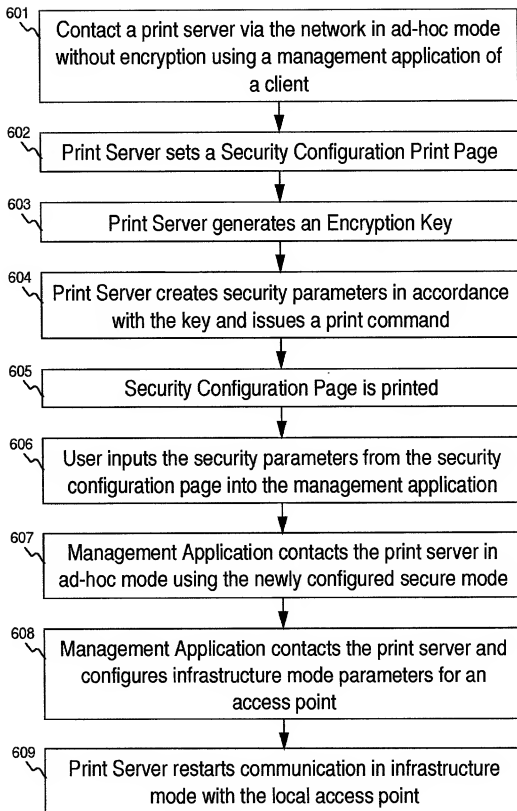 601
Contact a print server via the network in ad-hoc mode
without encryption using a management application of
a client
602
Print Server sets a Security Configuration Print Page
603
Print Server generates an Encryption Key
604
Print Server creates security parameters in accordance
with the key and issues a print command
605
Security Configuration Page is printed
606
User inputs the security parameters from the security
configuration page into the management application
607
Management Application contacts the print server in
ad-hoc mode using the newly configured secure mode
608
Management Application contacts the print server and
configures infrastructure mode parameters for an
access point
609
Print Server restarts communication in infrastructure
mode with the local access point